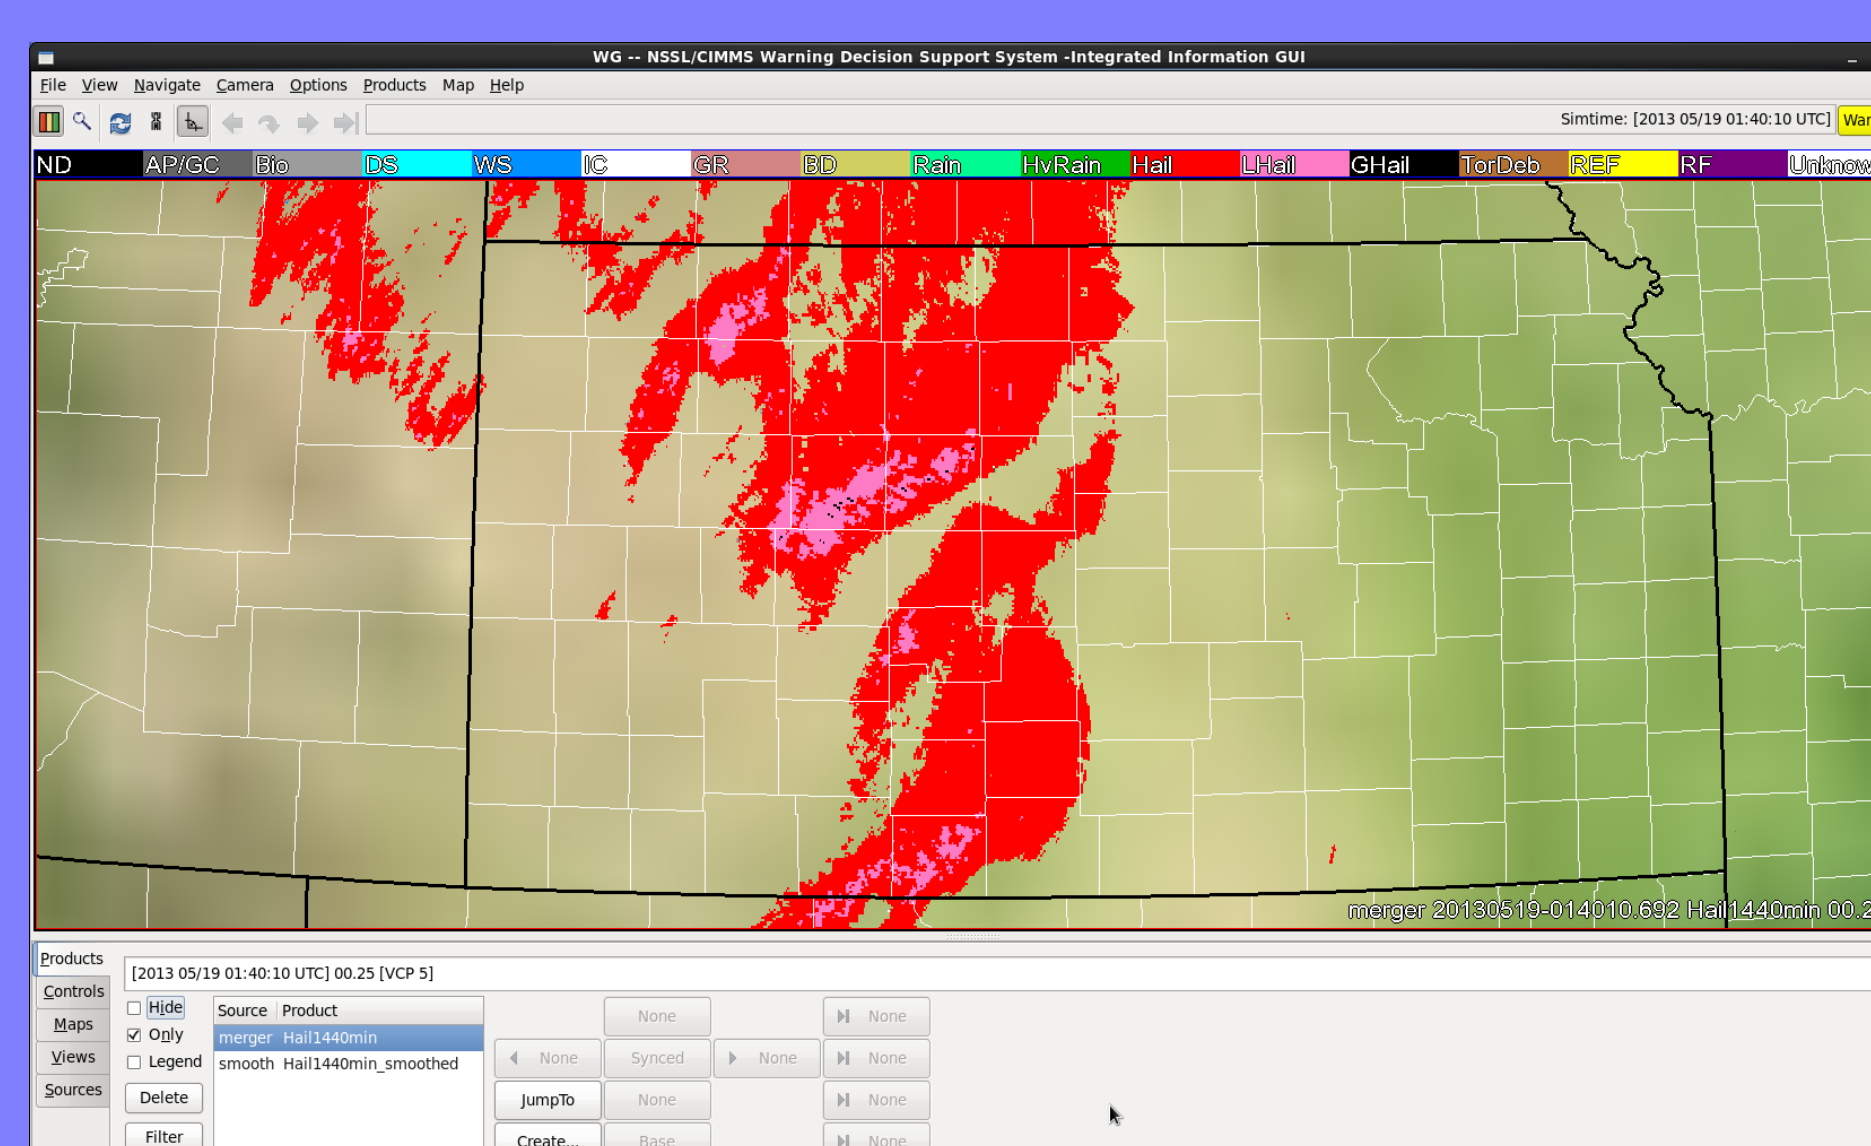 WG -- NSSL/CIMMS Warning Decision Support System -Integrated Information GUI
File View Navigate Camera Options Products Map Help
Simtime: [2013 05/19 01:40:10 UTC] War
ND AP/GC Bio DS WS IC GR BD Rain HvRain Hail LHail GHail TorDeb REF RF Unknow
merger 20130519-014010.692 Hail1440min 00.2
Products
[2013 05/19 01:40:10 UTC] 00.25 [VCP 5]
Controls
Maps
Views
Sources
Hide
Only
Legend
Delete
Filter
Source Product
merger Hail1440min
smooth Hail1440min_smoothed
None None
None Synced None None
JumpTo None None
Create... Base None